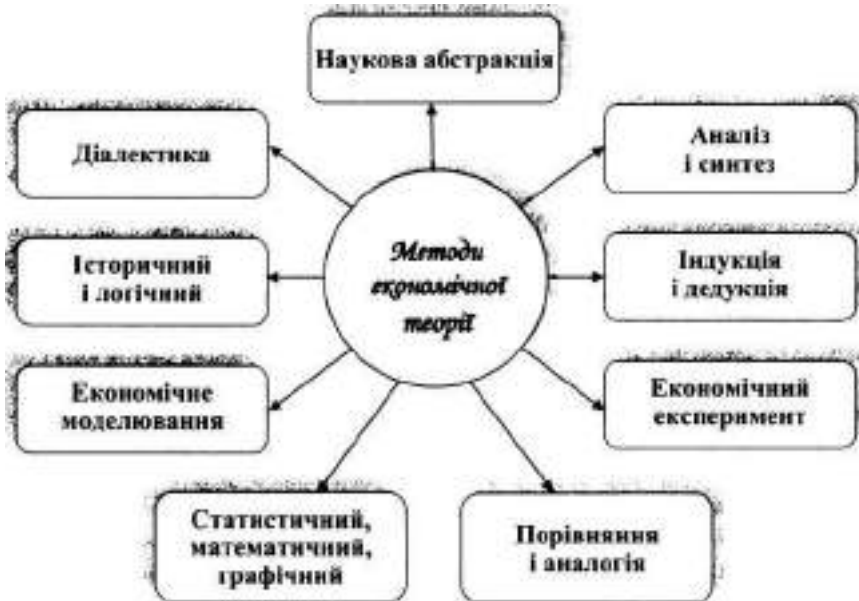 Наукова абстракція
Діалектика
Аналіз
і синтез
Історичний
і логічний
Методи
економічної
теорії
Індукція
і дедукція
Економічне
моделювання
Економічний
експеримент
Статистичний,
математичний,
графічний
Порівняння
і аналогія